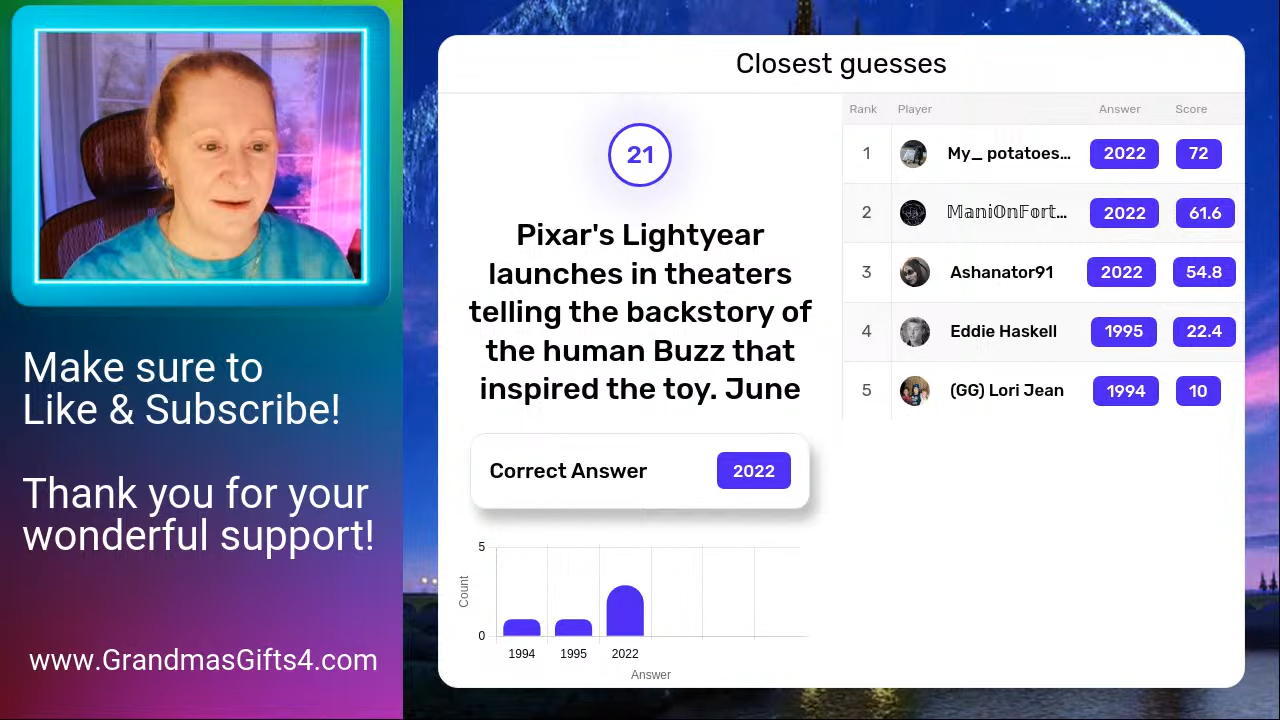 Make sure to
Like & Subscribe!
Thank you for your
wonderful support!
www.GrandmasGifts4.com
Closest guesses
21
Pixar's Lightyear
launches in theaters
telling the backstory of
the human Buzz that
inspired the toy. June
Correct Answer 2022
5
Count
0
1994 1995 2022
Answer
Rank Player Answer Score
1 My_ potatoes... 2022 72
2 𝕄𝕒𝕟𝕚𝕆𝕟𝔽𝕠𝕣𝕥... 2022 61.6
3 Ashanator91 2022 54.8
4 Eddie Haskell 1995 22.4
5 (GG) Lori Jean 1994 10